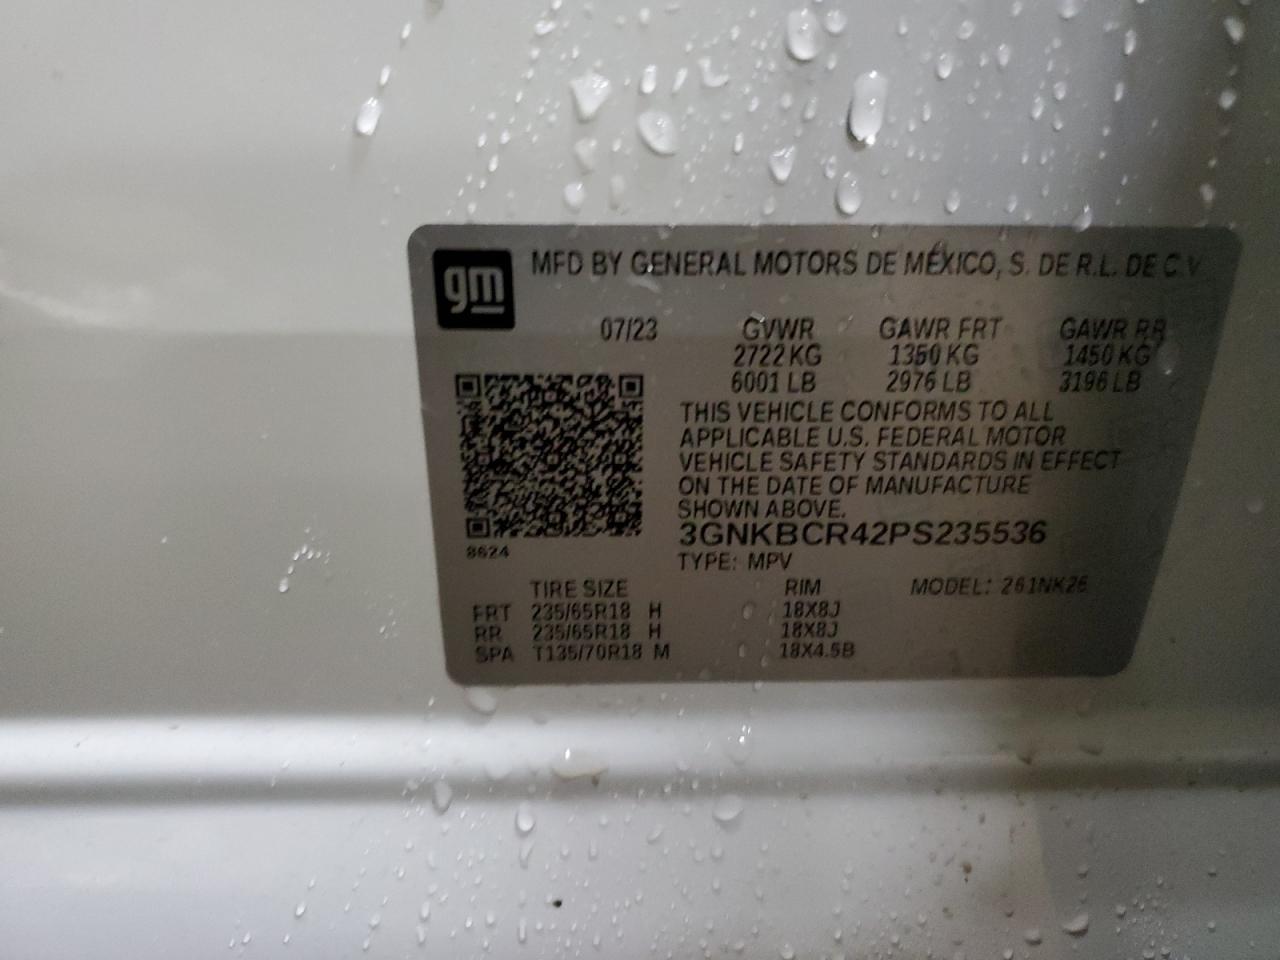 gm
MFD BY GENERAL MOTORS DE MÉXICO, S. DE R.L. DE C.V
07/23 GVWR GAWR FRT GAWR RR
2722 KG 1350 KG 1450 KG
6001 LB 2976 LB 3196 LB
THIS VEHICLE CONFORMS TO ALL
APPLICABLE U.S. FEDERAL MOTOR
VEHICLE SAFETY STANDARDS IN EFFECT
ON THE DATE OF MANUFACTURE
SHOWN ABOVE.
3GNKBCR42PS235536
8624
TYPE: MPV
TIRE SIZE RIM MODEL: 261NK26
FRT 235/65R18 H 18X8J
RR 235/65R18 H 18X8J
SPA T135/70R18 M 18X4.5B